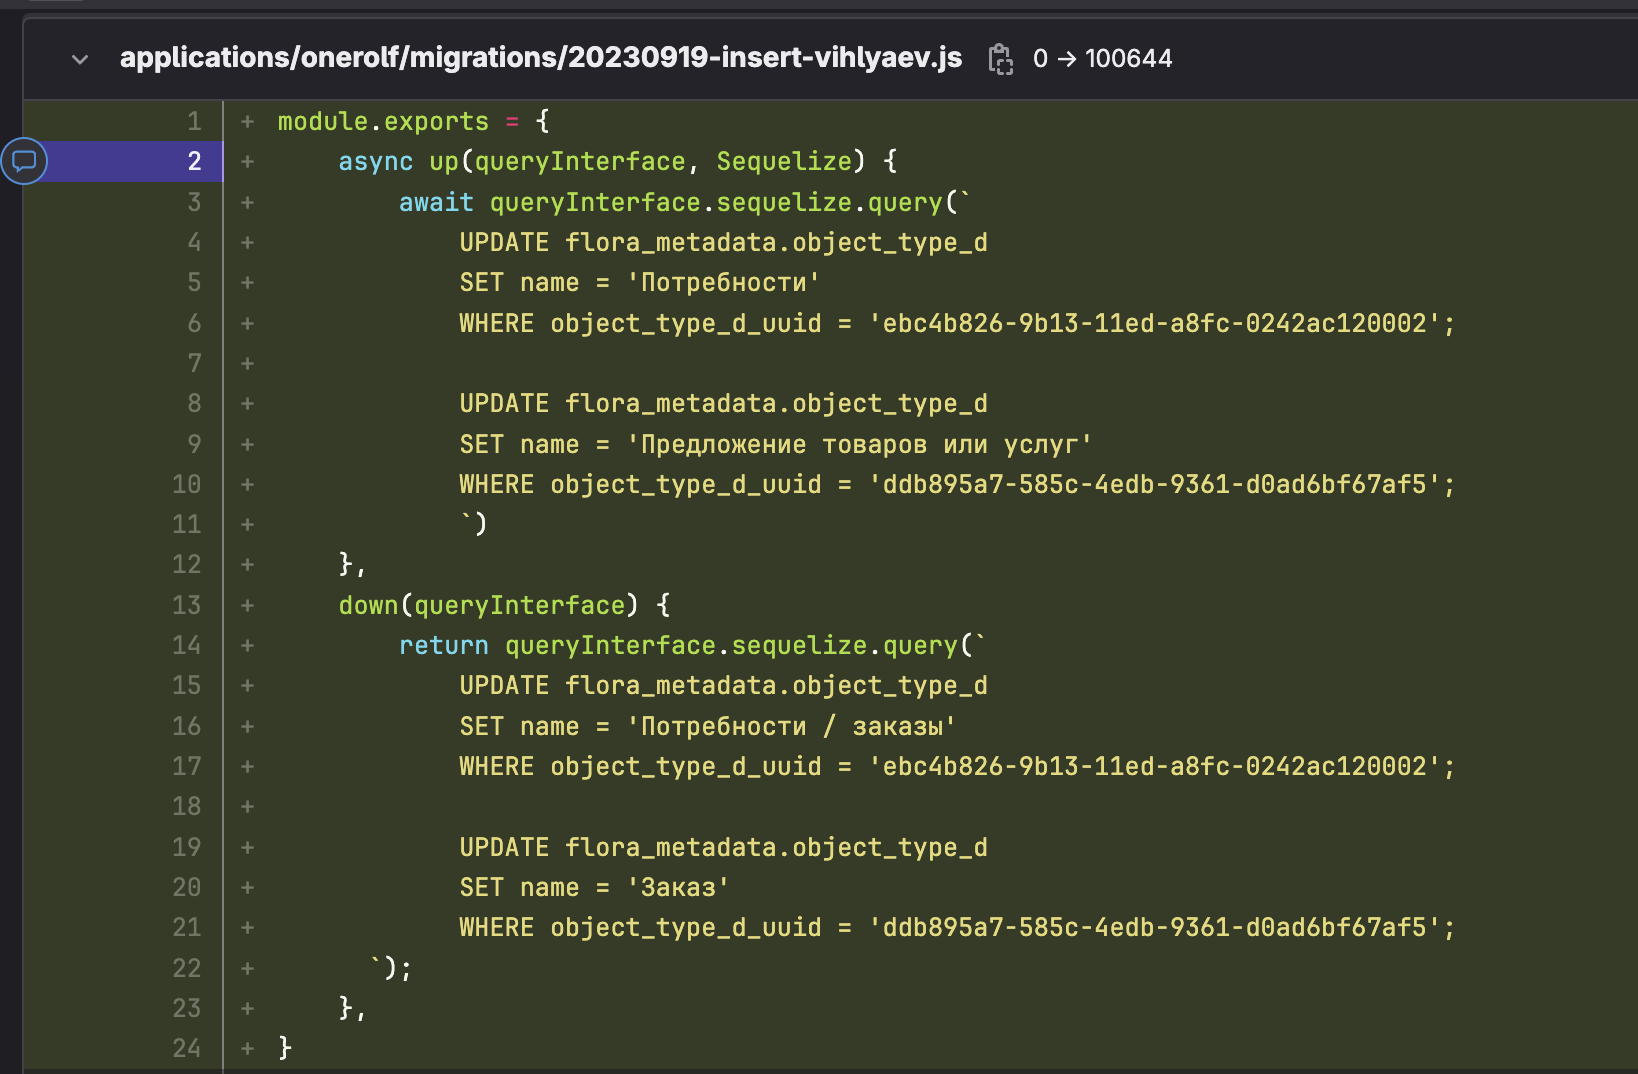 applications/onerolf/migrations/20230919-insert-vihlyaev.js 0 → 100644
1 + module.exports = {
2 + async up(queryInterface, Sequelize) {
3 + await queryInterface.sequelize.query(`
4 + UPDATE flora_metadata.object_type_d
5 + SET name = 'Потребности'
6 + WHERE object_type_d_uuid = 'ebc4b826-9b13-11ed-a8fc-0242ac120002';
7 +
8 + UPDATE flora_metadata.object_type_d
9 + SET name = 'Предложение товаров или услуг'
10 + WHERE object_type_d_uuid = 'ddb895a7-585c-4edb-9361-d0ad6bf67af5';
11 + `)
12 + },
13 + down(queryInterface) {
14 + return queryInterface.sequelize.query(`
15 + UPDATE flora_metadata.object_type_d
16 + SET name = 'Потребности / заказы'
17 + WHERE object_type_d_uuid = 'ebc4b826-9b13-11ed-a8fc-0242ac120002';
18 +
19 + UPDATE flora_metadata.object_type_d
20 + SET name = 'Заказ'
21 + WHERE object_type_d_uuid = 'ddb895a7-585c-4edb-9361-d0ad6bf67af5';
22 + `);
23 + },
24 + }